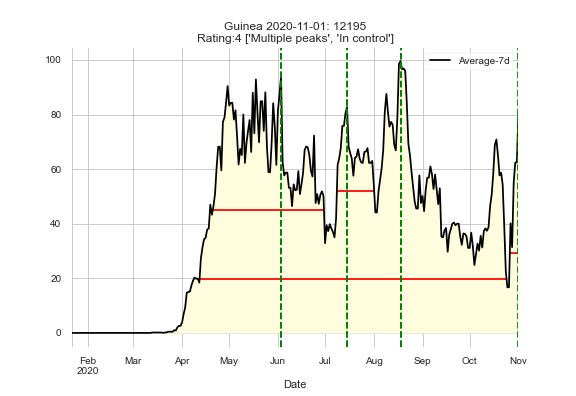 Guinea 2020-11-01: 12195
Rating:4 ['Multiple peaks', 'In control']
Average-7d
100
80
60
40
20
0
Feb Mar Apr May Jun Jul Aug Sep Oct Nov
2020
Date